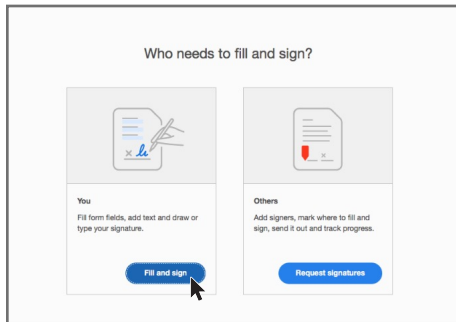 Who needs to fill and sign?
You
Fill form fields, add text and draw or
type your signature.
Fill and sign
Others
Add signers, mark where to fill and
sign, send it out and track progress.
Request signatures